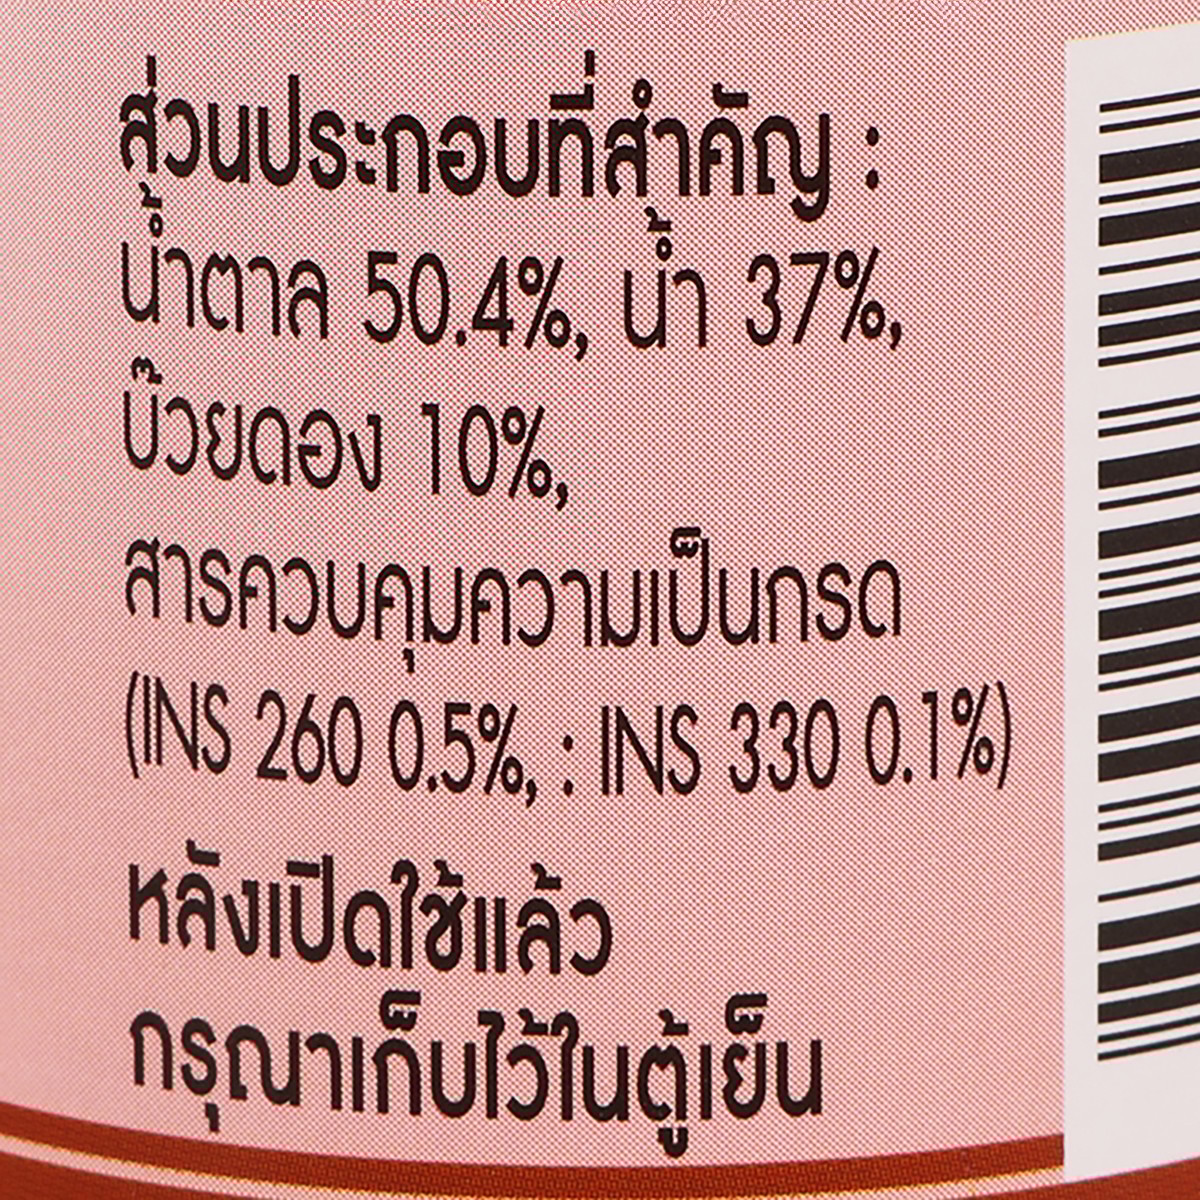 ส่วนประกอบที่สำคัญ :
น้ำตาล 50.4%, น้ำ 37%,
บ๊วยดอง 10%,
สารควบคุมความเป็นกรด
(INS 260 0.5%, : INS 330 0.1%)
หลังเปิดใช้แล้ว
กรุณาเก็บไว้ในตู้เย็น